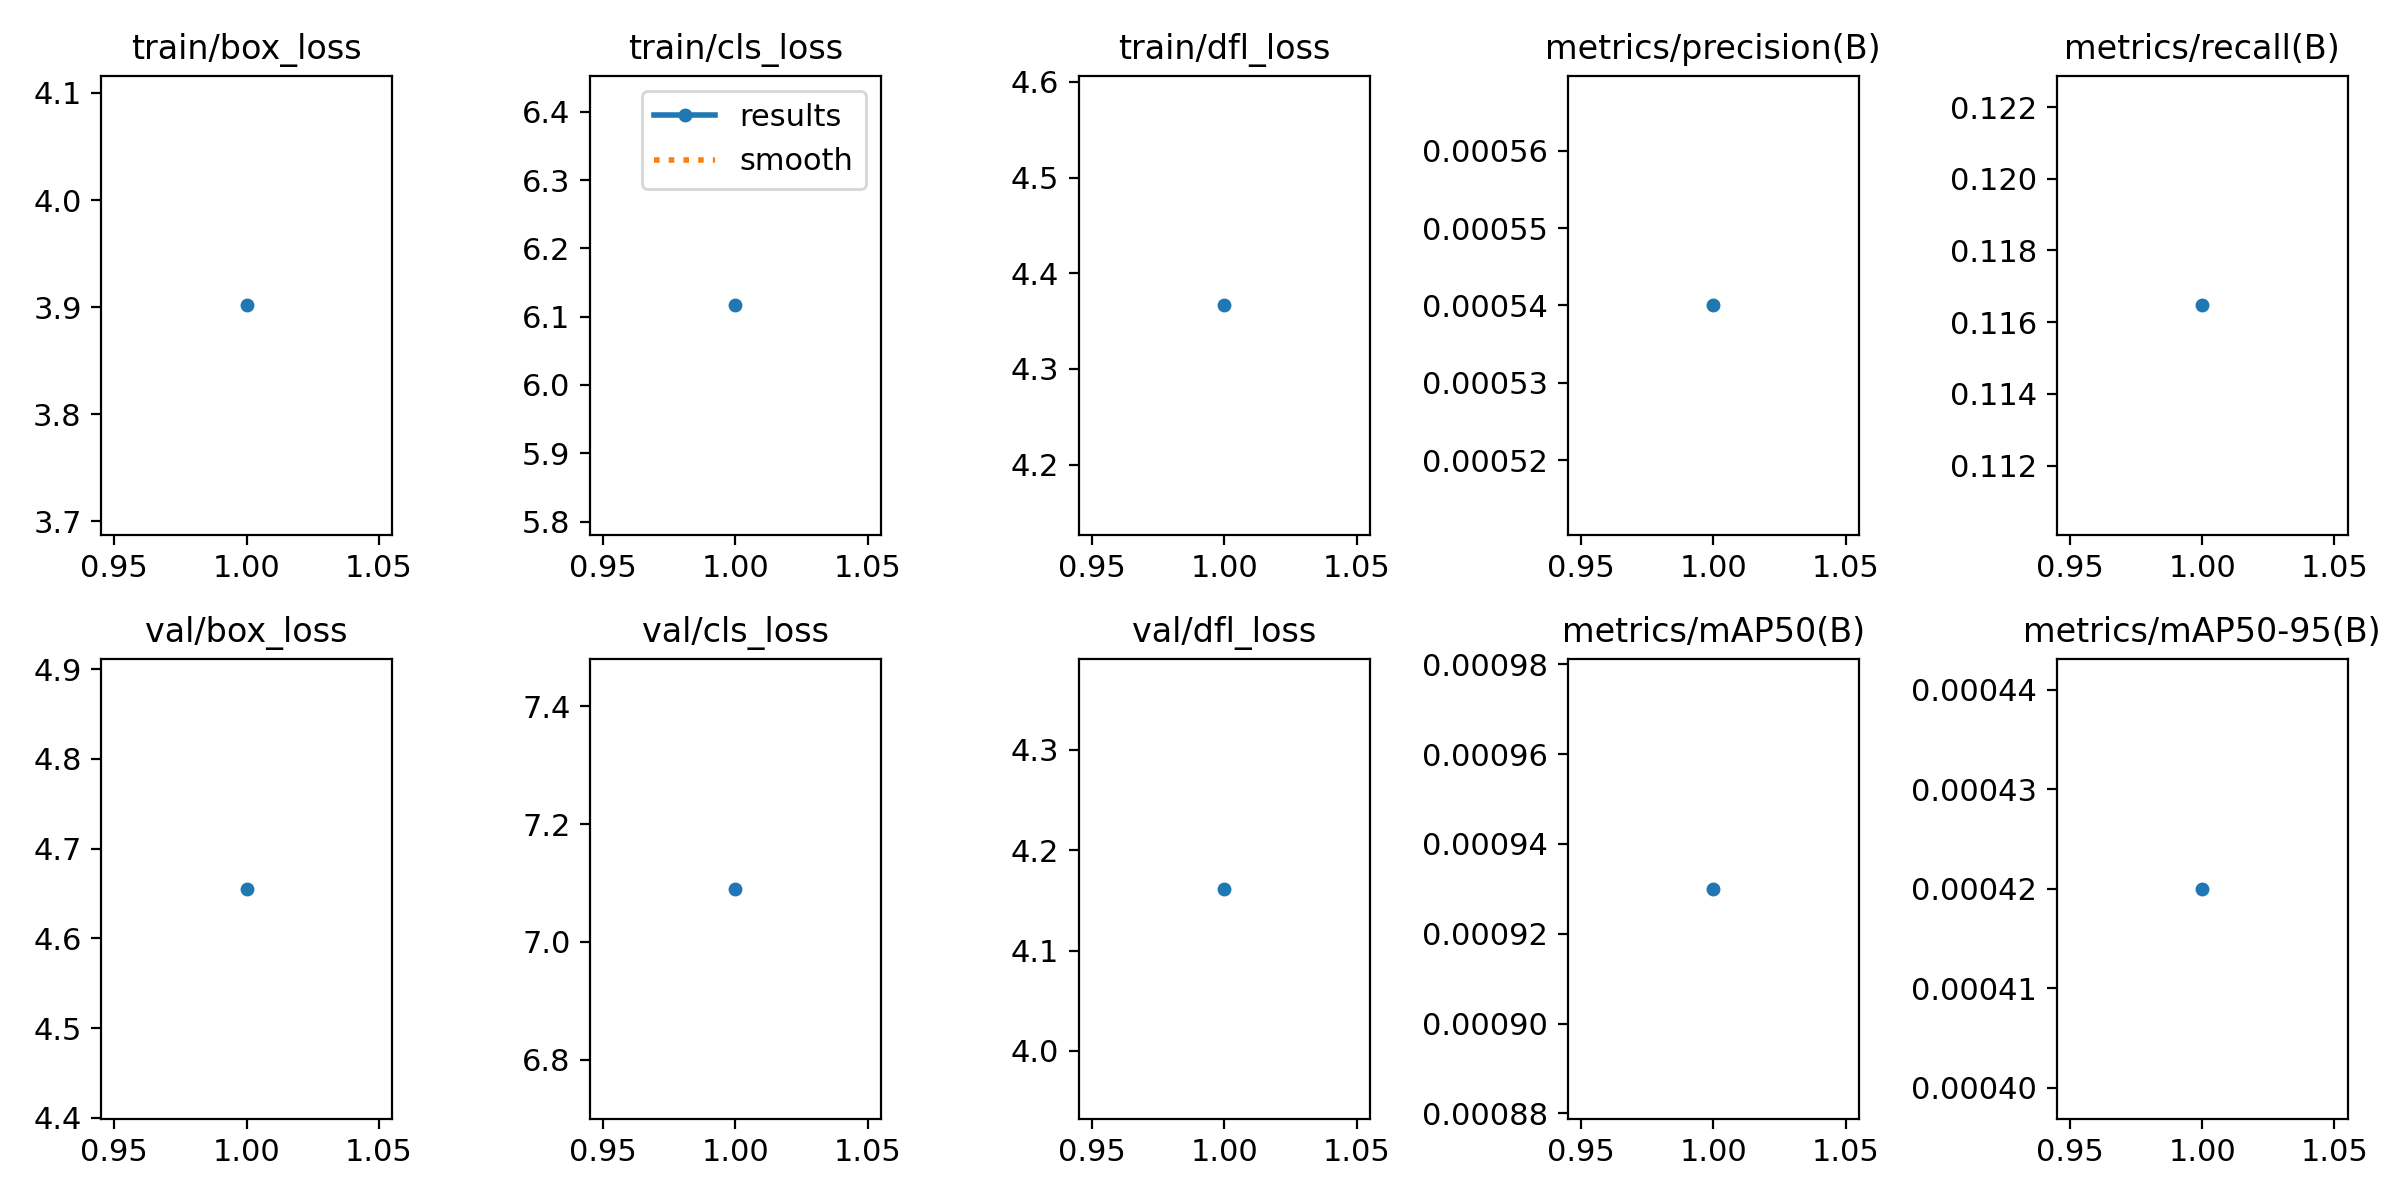 train/box_loss
train/cls_loss
train/dfl_loss
metrics/precision(B)
metrics/recall(B)
4.1
4.0
3.9
3.8
3.7
0.95 1.00 1.05
6.4
6.3
6.2
6.1
6.0
5.9
5.8
results
smooth
0.95 1.00 1.05
4.6
4.5
4.4
4.3
4.2
0.95 1.00 1.05
0.00056
0.00055
0.00054
0.00053
0.00052
0.95 1.00 1.05
0.122
0.120
0.118
0.116
0.114
0.112
0.95 1.00 1.05
val/box_loss
val/cls_loss
val/dfl_loss
metrics/mAP50(B)
metrics/mAP50-95(B)
4.9
4.8
4.7
4.6
4.5
4.4
0.95 1.00 1.05
7.4
7.2
7.0
6.8
0.95 1.00 1.05
4.3
4.2
4.1
4.0
0.95 1.00 1.05
0.00098
0.00096
0.00094
0.00092
0.00090
0.00088
0.95 1.00 1.05
0.00044
0.00043
0.00042
0.00041
0.00040
0.95 1.00 1.05